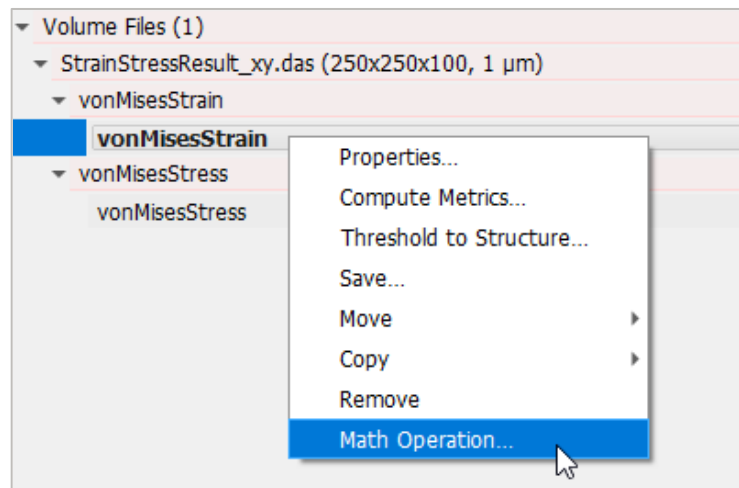 Volume Files (1)
StrainStressResult_xy.das (250x250x100, 1 µm)
vonMisesStrain
vonMisesStrain
vonMisesStress
vonMisesStress
Properties...
Compute Metrics...
Threshold to Structure...
Save...
Move
Copy
Remove
Math Operation...